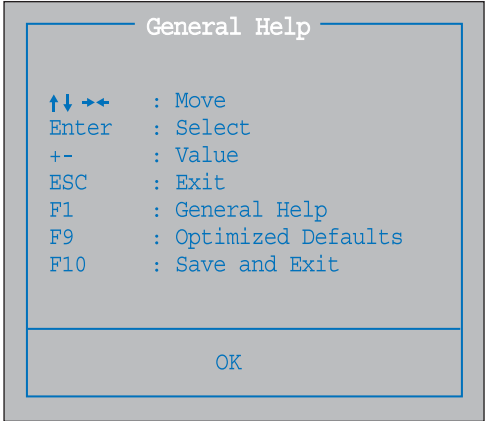 General Help
↑↓ →← : Move
Enter : Select
+- : Value
ESC : Exit
F1 : General Help
F9 : Optimized Defaults
F10 : Save and Exit
OK